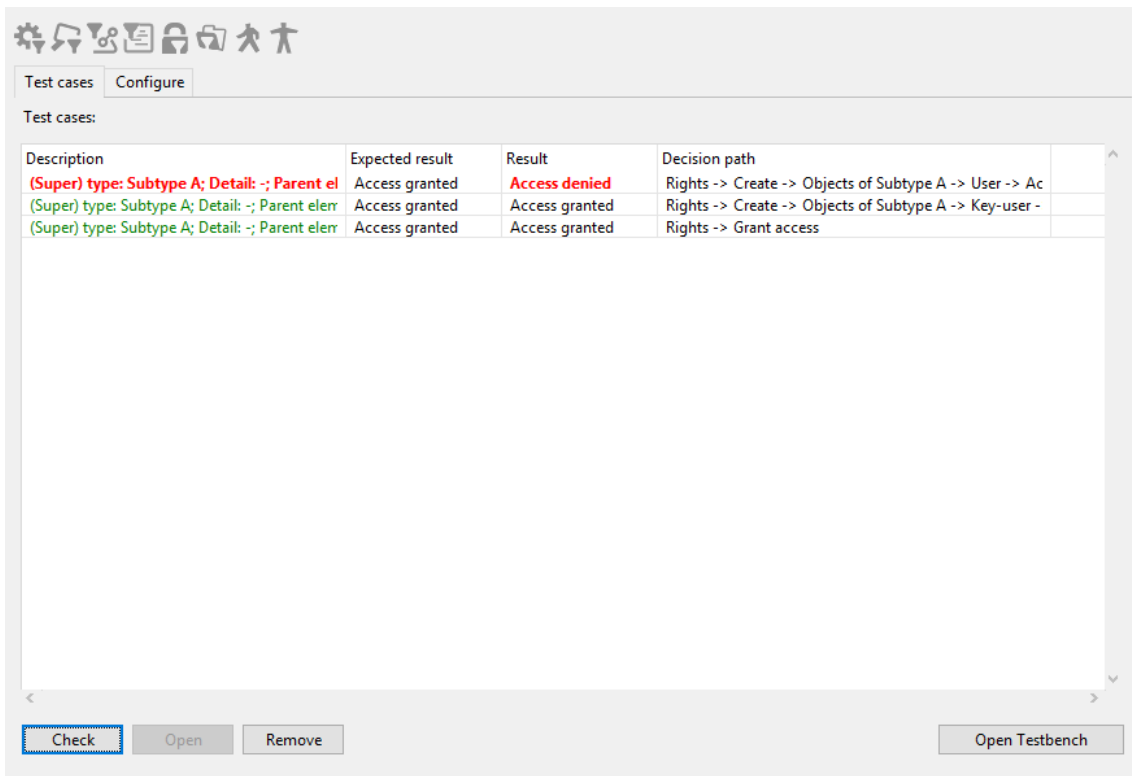 Test cases Configure
Test cases:
Description Expected result Result Decision path
(Super) type: Subtype A; Detail: -; Parent el Access granted Access denied Rights -> Create -> Objects of Subtype A -> User -> Ac
(Super) type: Subtype A; Detail: -; Parent elem Access granted Access granted Rights -> Create -> Objects of Subtype A -> Key-user -
(Super) type: Subtype A; Detail: -; Parent elem Access granted Access granted Rights -> Grant access
Check Open Remove Open Testbench